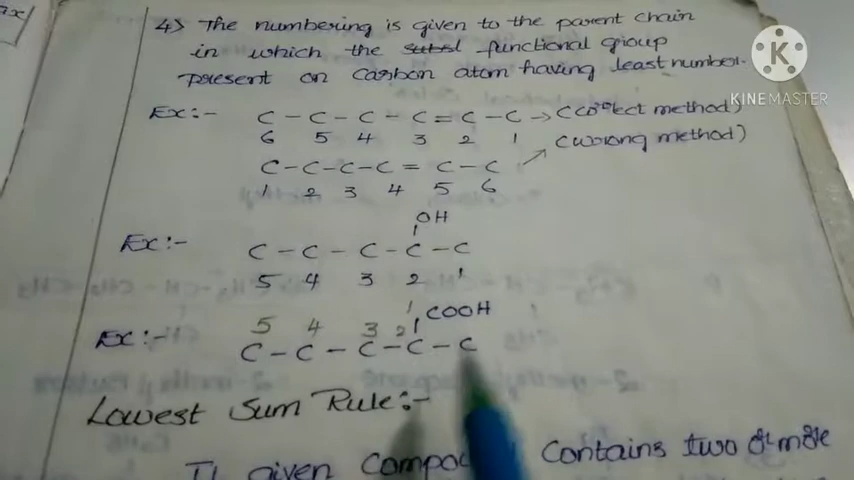 4) The numbering is given to the parent chain
in which the subst functional group
present on carbon atom having least number.
KINEMASTER
Ex:- C - C - C - C = C - C → (Correct method)
6 5 4 3 2 1
C - C - C - C = C - C → (wrong method)
1 2 3 4 5 6
OH
Ex:- C - C - C - C - C
5 4 3 2 1
1 COOH
5 4 3 2
Ex:- C - C - C - C - C
Lowest Sum Rule:-
given contains two or more